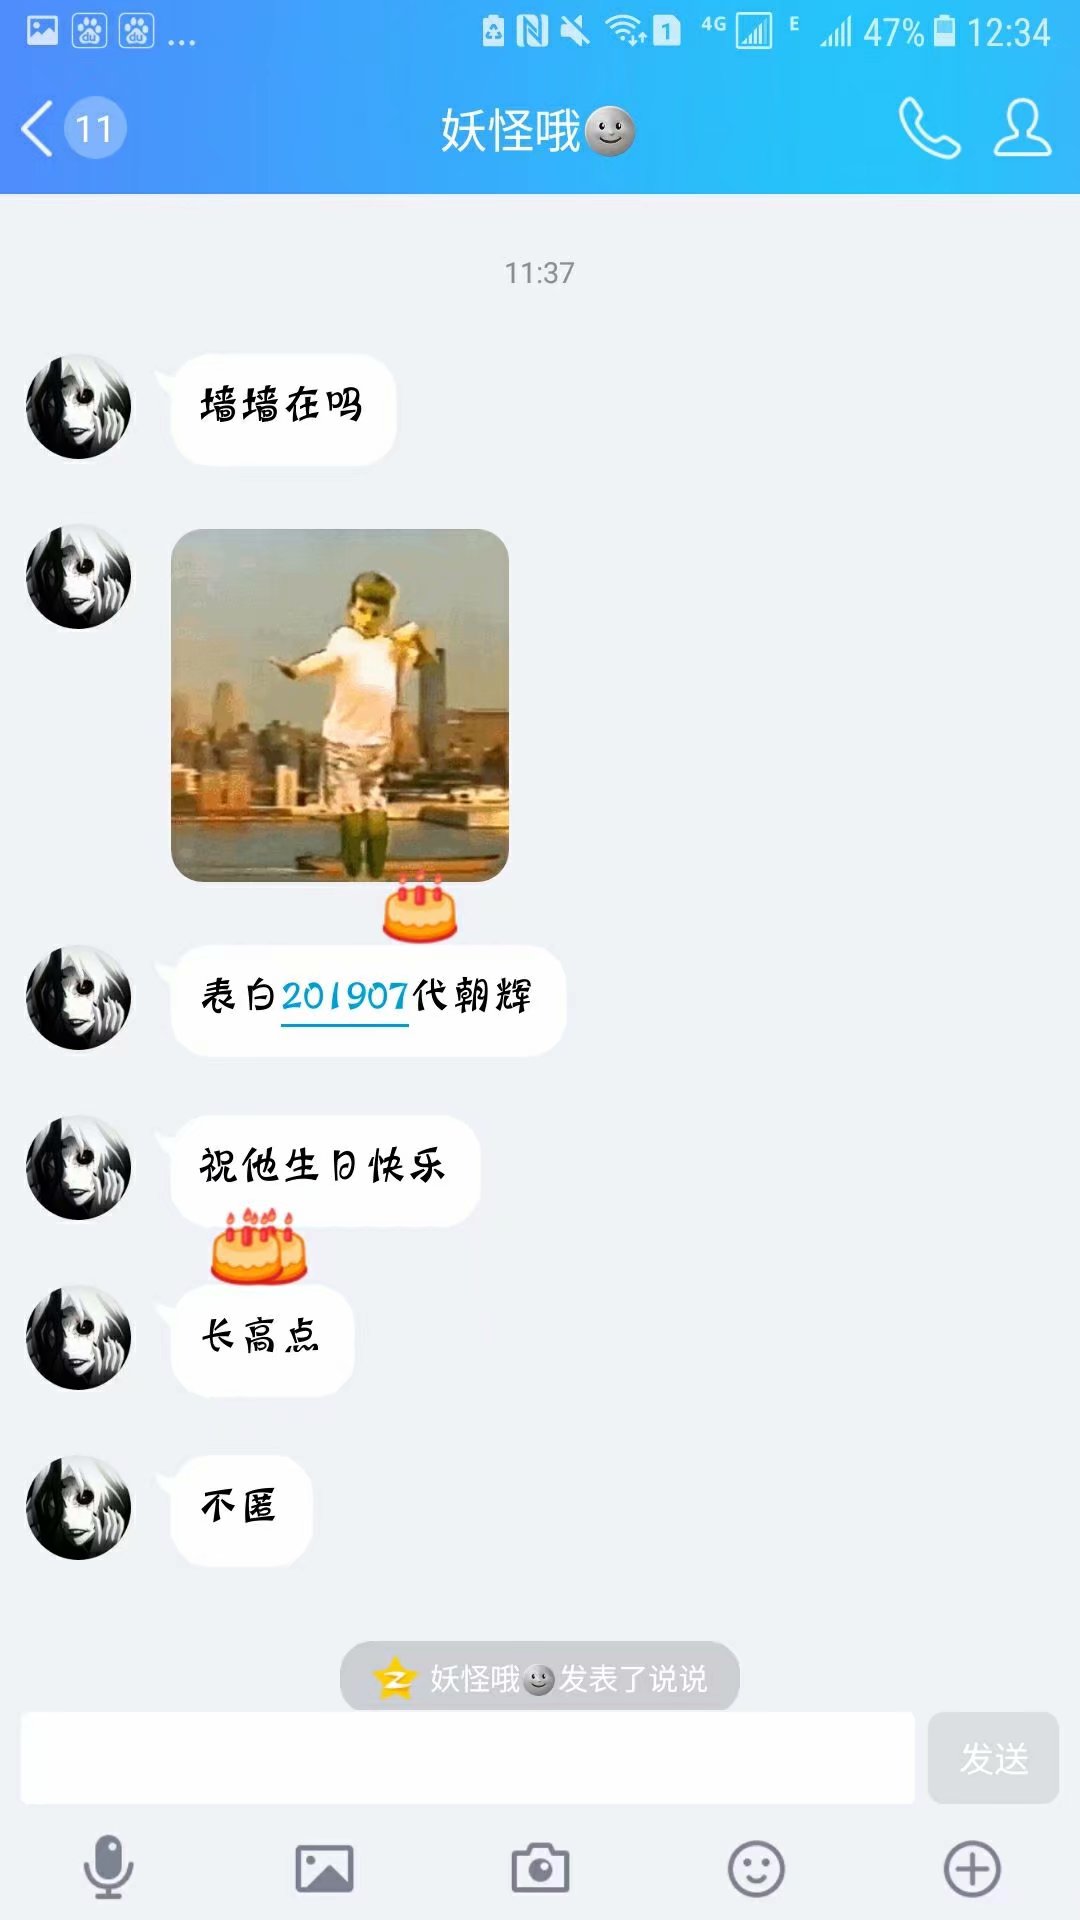 4G E 47% 12:34
11 妖怪哦
11:37
墙墙在吗
表白201907代朝辉
祝他生日快乐
长高点
不匿
妖怪哦发表了说说
发送